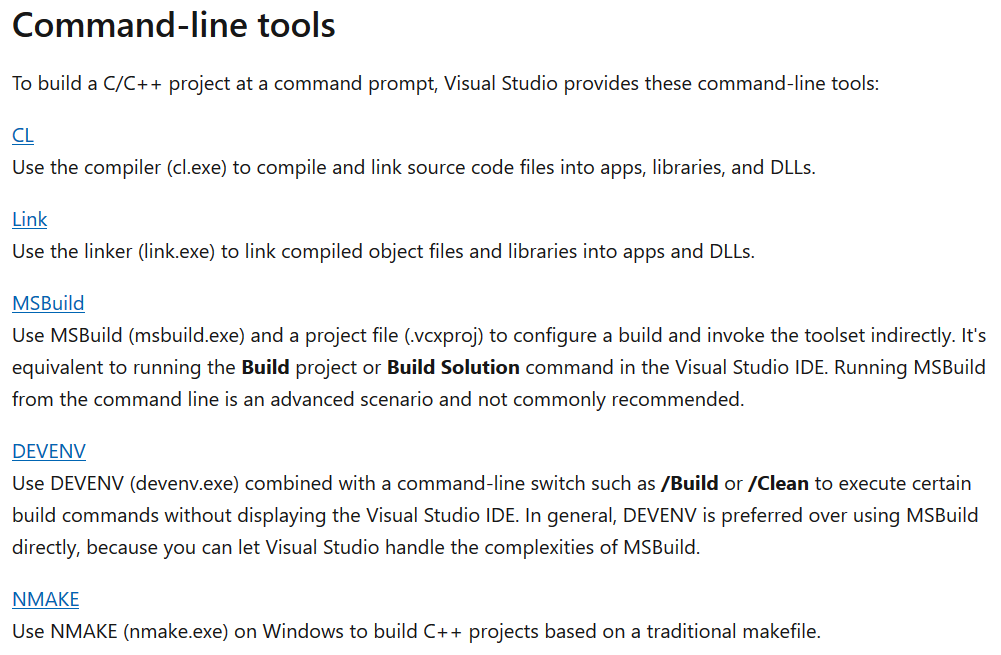 Command-line tools
To build a C/C++ project at a command prompt, Visual Studio provides these command-line tools:
CL
Use the compiler (cl.exe) to compile and link source code files into apps, libraries, and DLLs.
Link
Use the linker (link.exe) to link compiled object files and libraries into apps and DLLs.
MSBuild
Use MSBuild (msbuild.exe) and a project file (.vcxproj) to configure a build and invoke the toolset indirectly. It's
equivalent to running the Build project or Build Solution command in the Visual Studio IDE. Running MSBuild
from the command line is an advanced scenario and not commonly recommended.
DEVENV
Use DEVENV (devenv.exe) combined with a command-line switch such as /Build or /Clean to execute certain
build commands without displaying the Visual Studio IDE. In general, DEVENV is preferred over using MSBuild
directly, because you can let Visual Studio handle the complexities of MSBuild.
NMAKE
Use NMAKE (nmake.exe) on Windows to build C++ projects based on a traditional makefile.